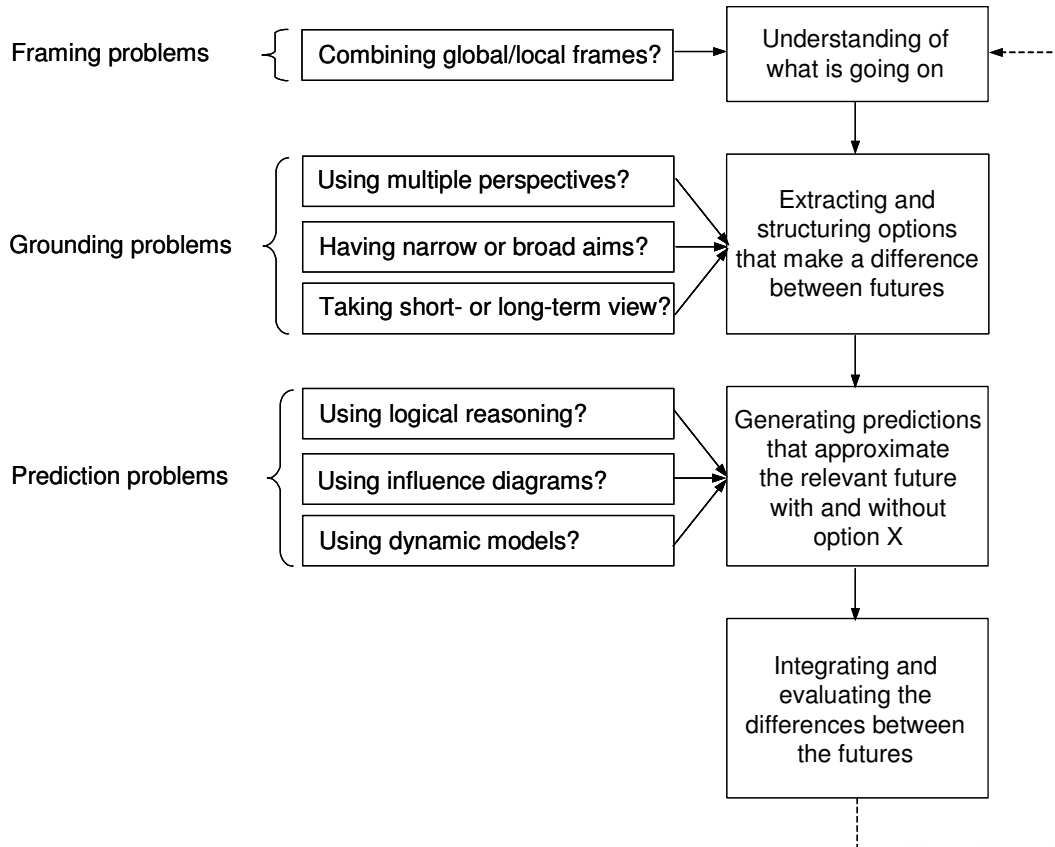 Framing problems
Combining global/local frames?
Understanding of
what is going on
Grounding problems
Using multiple perspectives?
Having narrow or broad aims?
Taking short- or long-term view?
Extracting and
structuring options
that make a difference
between futures
Prediction problems
Using logical reasoning?
Using influence diagrams?
Using dynamic models?
Generating predictions
that approximate
the relevant future
with and without
option X
Integrating and
evaluating the
differences between
the futures